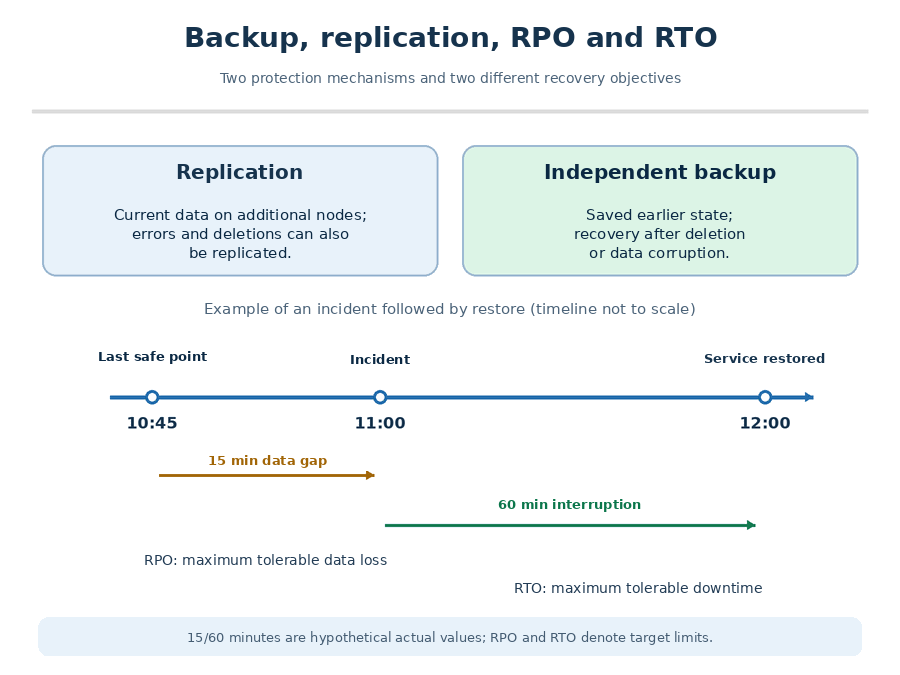 Backup, replication, RPO and RTO
Two protection mechanisms and two different recovery objectives
Replication
Current data on additional nodes;
errors and deletions can also
be replicated.
Independent backup
Saved earlier state;
recovery after deletion
or data corruption.
Example of an incident followed by restore (timeline not to scale)
Last safe point
Incident
Service restored
10:45
11:00
12:00
15 min data gap
60 min interruption
RPO: maximum tolerable data loss
RTO: maximum tolerable downtime
15/60 minutes are hypothetical actual values; RPO and RTO denote target limits.